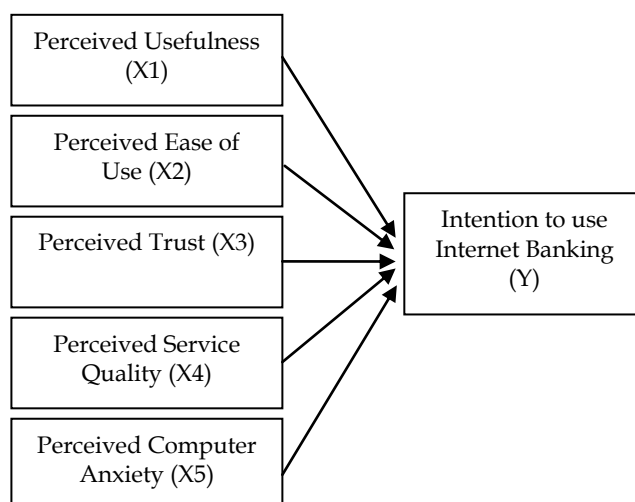 Perceived Usefulness
(X1)
Perceived Ease of
Use (X2)
Perceived Trust (X3)
Perceived Service
Quality (X4)
Perceived Computer
Anxiety (X5)
Intention to use
Internet Banking
(Y)